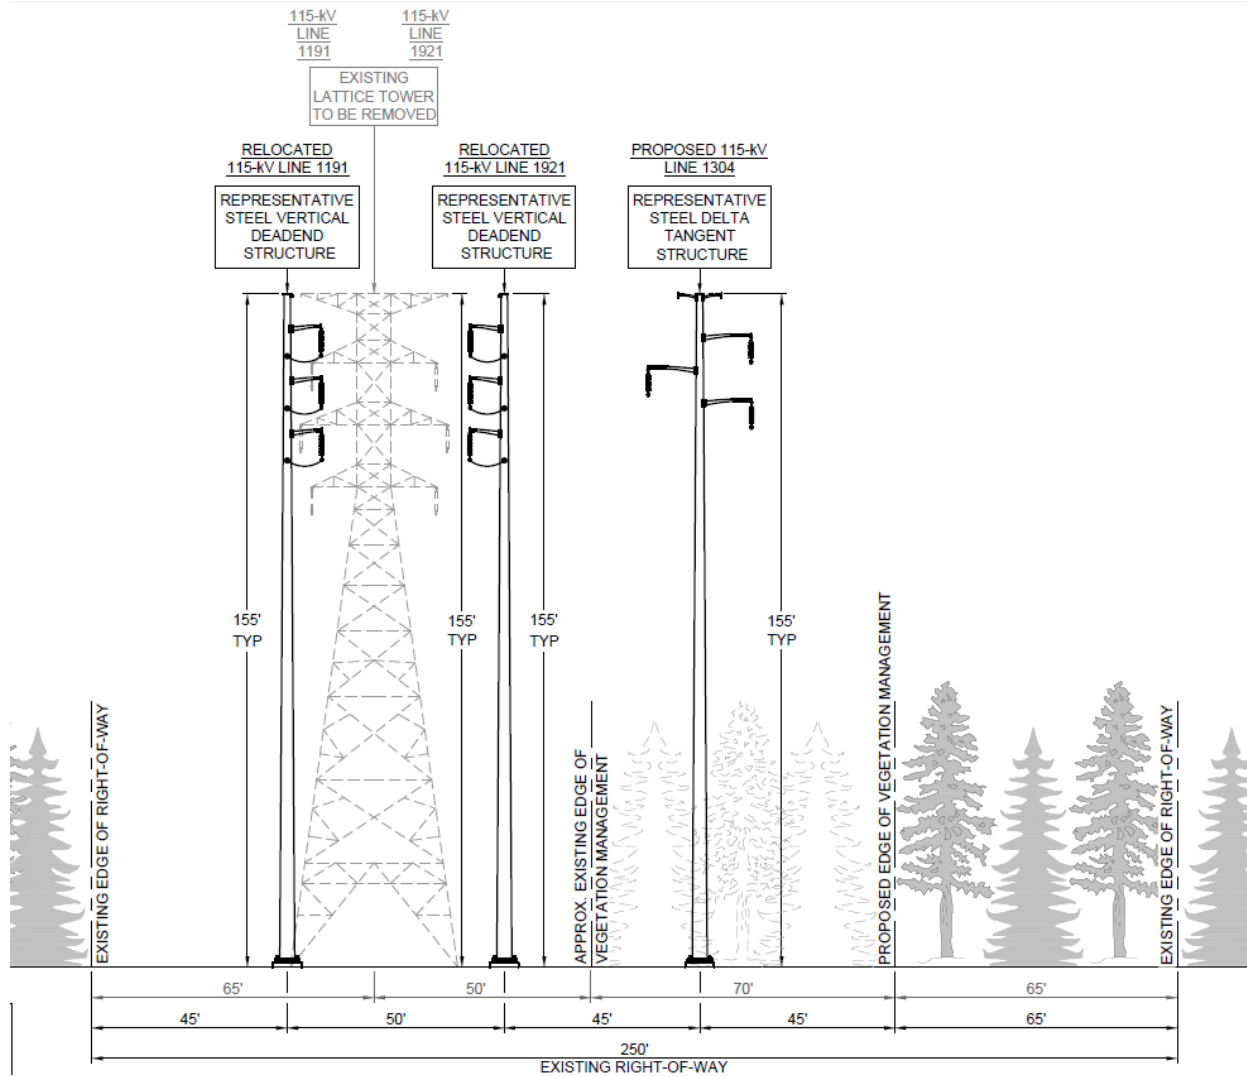 115-kV
LINE
1191
115-kV
LINE
1921
EXISTING
LATTICE TOWER
TO BE REMOVED
RELOCATED
115-kV LINE 1191
RELOCATED
115-kV LINE 1921
PROPOSED 115-kV
LINE 1304
REPRESENTATIVE
STEEL VERTICAL
DEADEND
STRUCTURE
REPRESENTATIVE
STEEL VERTICAL
DEADEND
STRUCTURE
REPRESENTATIVE
STEEL DELTA
TANGENT
STRUCTURE
155'
TYP
155'
TYP
155'
TYP
155'
TYP
EXISTING EDGE OF RIGHT-OF-WAY
APPROX. EXISTING EDGE OF
VEGETATION MANAGEMENT
PROPOSED EDGE OF VEGETATION MANAGEMENT
EXISTING EDGE OF RIGHT-OF-WAY
65'
50'
70'
65'
45'
50'
45'
45'
65'
250'
EXISTING RIGHT-OF-WAY